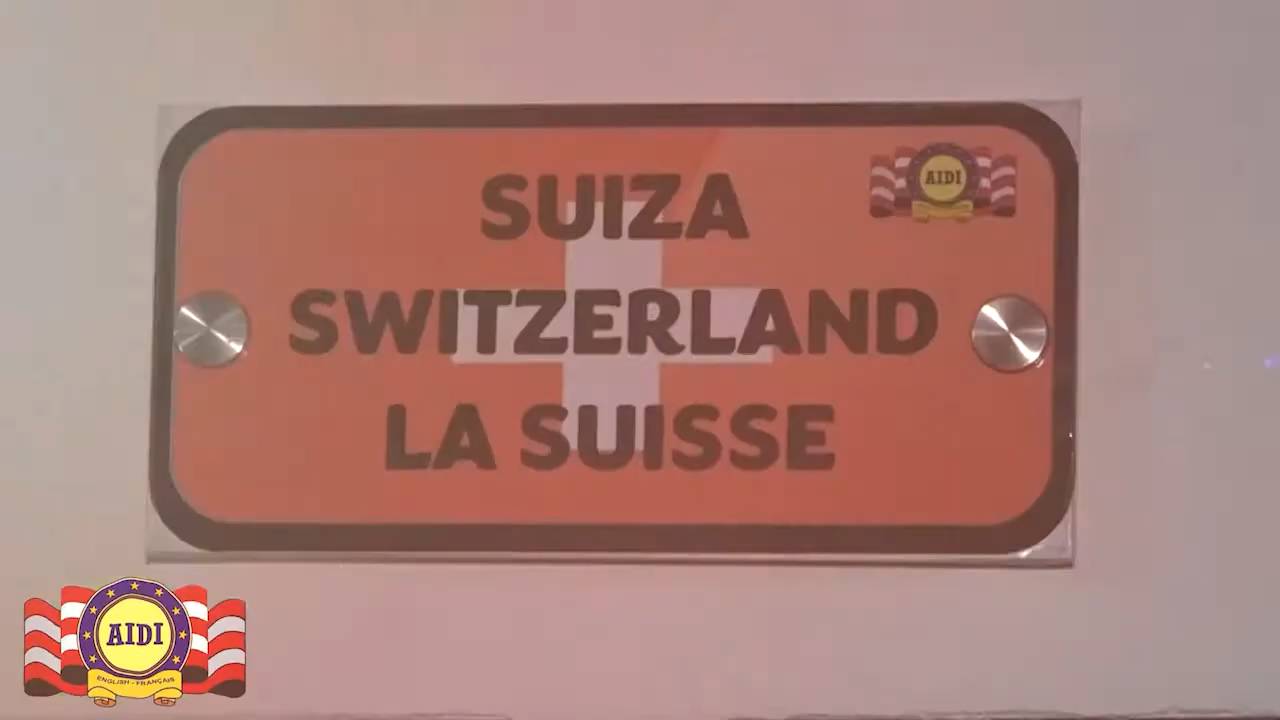 SUIZA
AIDI
SWITZERLAND
LA SUISSE
AIDI
ENGLISH - FRANÇAIS